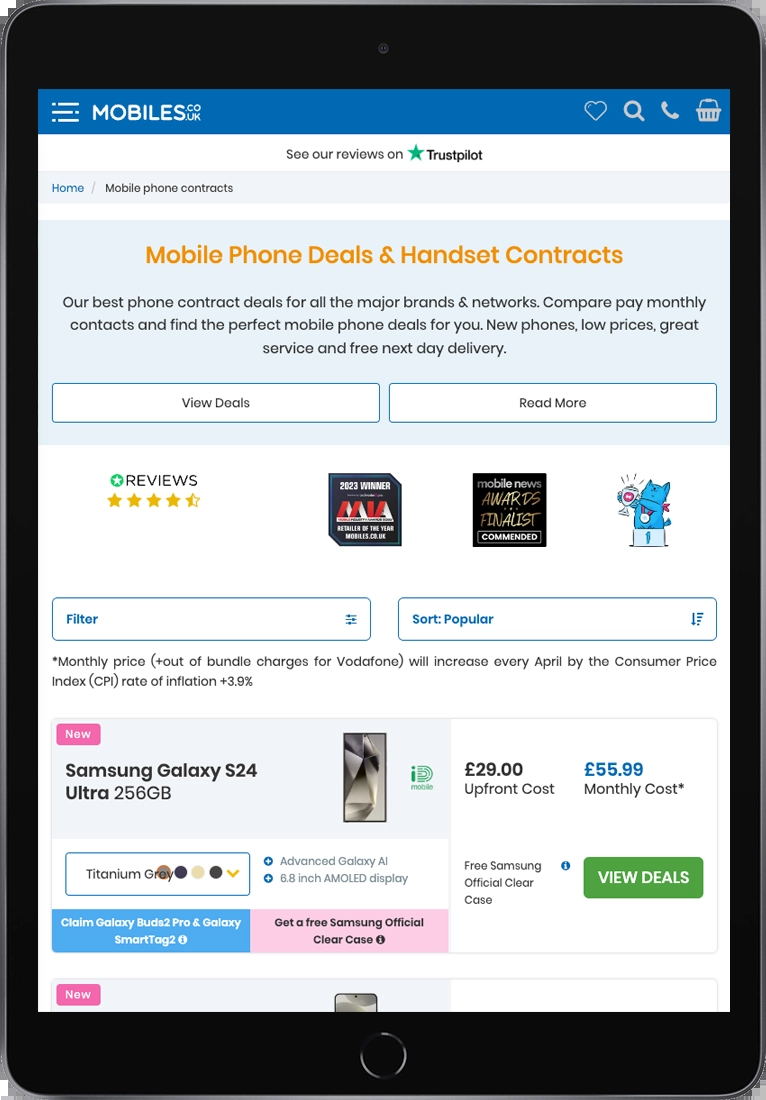 MOBILES.CO.UK
See our reviews on Trustpilot
Home / Mobile phone contracts
Mobile Phone Deals & Handset Contracts
Our best phone contract deals for all the major brands & networks. Compare pay monthly
contacts and find the perfect mobile phone deals for you. New phones, low prices, great
service and free next day delivery.
View Deals
Read More
REVIEWS
2023 WINNER
MIA
RETAILER OF THE YEAR
MOBILES.CO.UK
mobile news
AWARDS
FINALIST
COMMENDED
1
Filter
Sort: Popular
*Monthly price (+out of bundle charges for Vodafone) will increase every April by the Consumer Price
Index (CPI) rate of inflation +3.9%
New
Samsung Galaxy S24
Ultra 256GB
iD
mobile
£29.00
Upfront Cost
£55.99
Monthly Cost*
Titanium Grey
Advanced Galaxy AI
6.8 inch AMOLED display
Free Samsung
Official Clear
Case
VIEW DEALS
Claim Galaxy Buds2 Pro & Galaxy
SmartTag2
Get a free Samsung Official
Clear Case
New